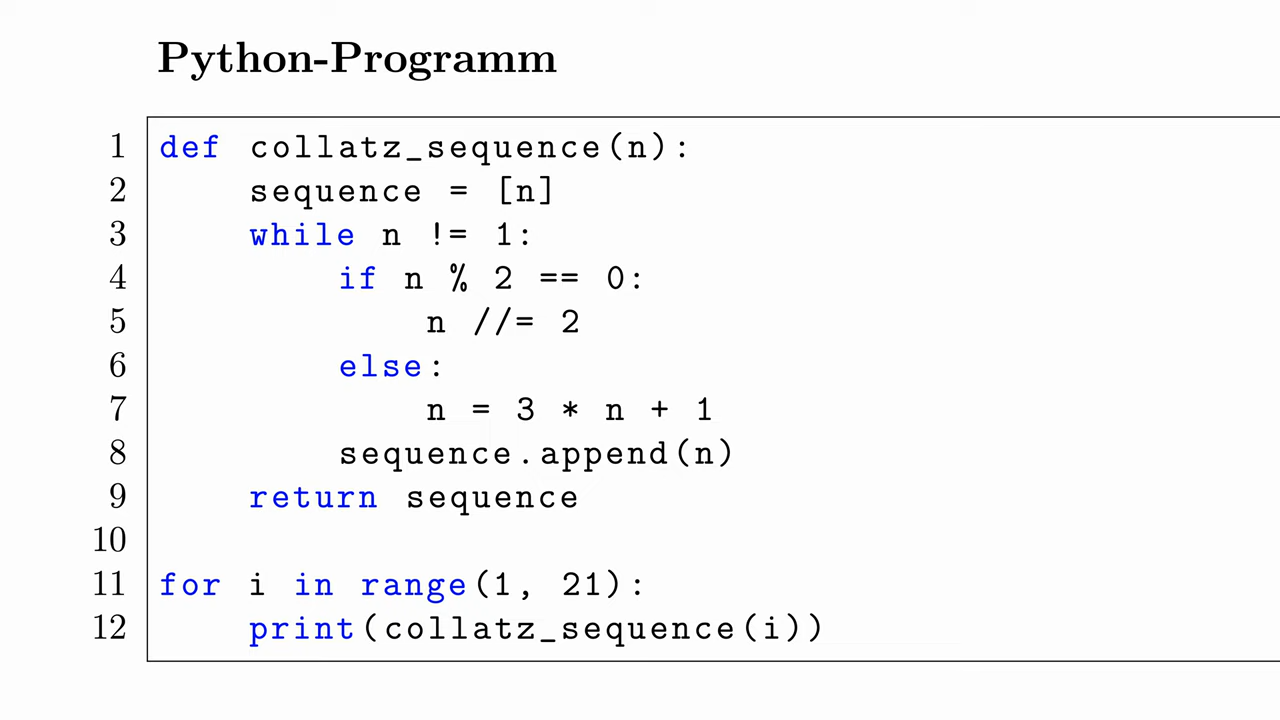 Python-Programm
1 def collatz_sequence(n):
2     sequence = [n]
3     while n != 1:
4         if n % 2 == 0:
5             n //= 2
6         else:
7             n = 3 * n + 1
8         sequence.append(n)
9     return sequence
10
11 for i in range(1, 21):
12     print(collatz_sequence(i))